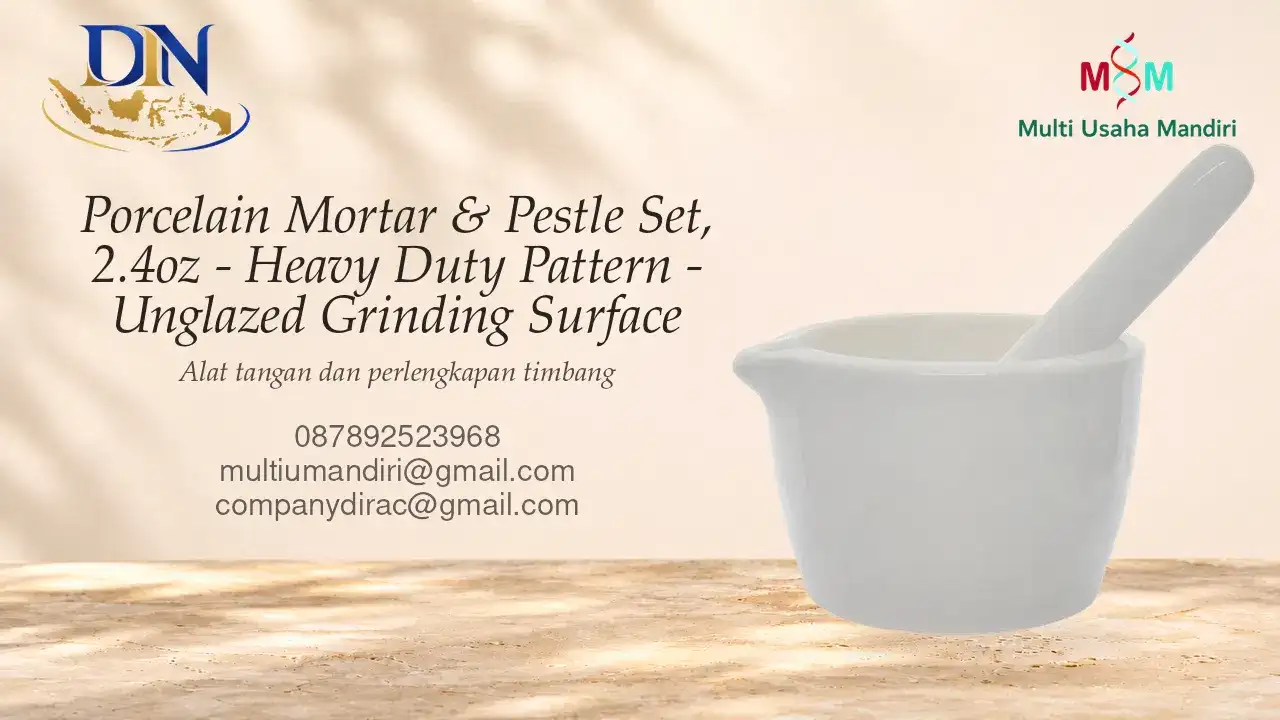 DIN
MSM
Multi Usaha Mandiri
Porcelain Mortar & Pestle Set,
2.4oz - Heavy Duty Pattern -
Unglazed Grinding Surface
Alat tangan dan perlengkapan timbang
087892523968
multiumandiri@gmail.com
companydirac@gmail.com